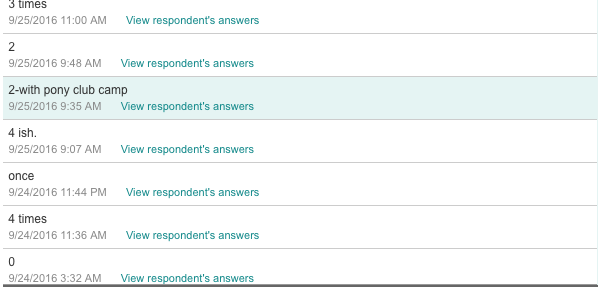 3 times
9/25/2016 11:00 AM View respondent's answers
2
9/25/2016 9:48 AM View respondent's answers
2-with pony club camp
9/25/2016 9:35 AM View respondent's answers
4 ish.
9/25/2016 9:07 AM View respondent's answers
once
9/24/2016 11:44 PM View respondent's answers
4 times
9/24/2016 11:36 AM View respondent's answers
0
9/24/2016 3:32 AM View respondent's answers